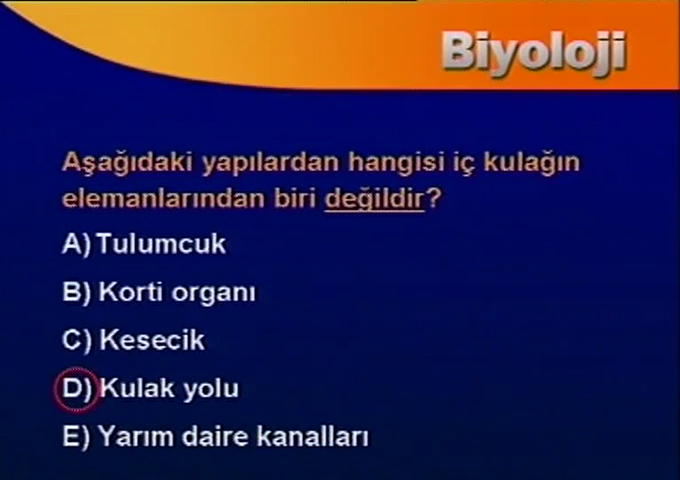 Biyoloji
Aşağıdaki yapılardan hangisi iç kulağın
elemanlarından biri değildir?
A) Tulumcuk
B) Korti organı
C) Kesecik
D) Kulak yolu
E) Yarım daire kanalları